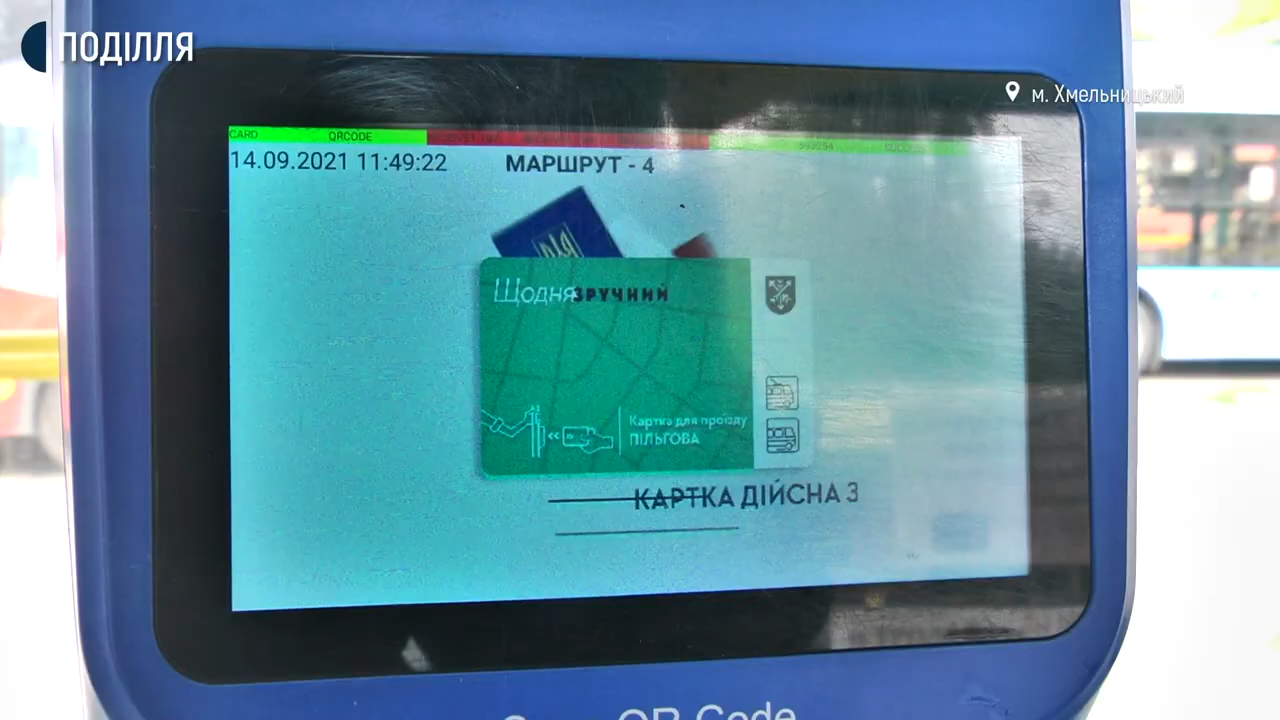 ПОДІЛЛЯ
м. Хмельницький
CARD QRCODE
14.09.2021 11:49:22 МАРШРУТ - 4
Щодня ЗРУЧНИЙ
Картка для проїзду
ПІЛЬГОВА
КАРТКА ДІЙСНА З
QR Code